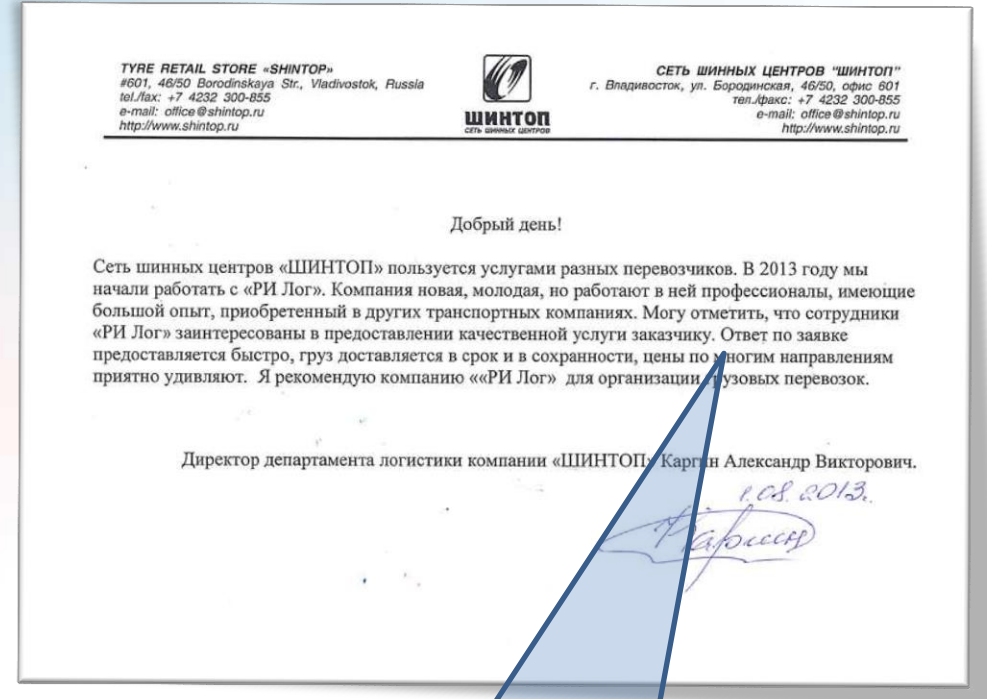 TYRE RETAIL STORE «SHINTOP»
#601, 46/50 Borodinskaya Str., Vladivostok, Russia
tel./fax: +7 4232 300-855
e-mail: office@shintop.ru
http://www.shintop.ru
ШИНТОП
СЕТЬ ШИННЫХ ЦЕНТРОВ
СЕТЬ ШИННЫХ ЦЕНТРОВ "ШИНТОП"
г. Владивосток, ул. Бородинская, 46/50, офис 601
тел./факс: +7 4232 300-855
e-mail: office@shintop.ru
http://www.shintop.ru
Добрый день!
Сеть шинных центров «ШИНТОП» пользуется услугами разных перевозчиков. В 2013 году мы
начали работать с «РИ Лог». Компания новая, молодая, но работают в ней профессионалы, имеющие
большой опыт, приобретенный в других транспортных компаниях. Могу отметить, что сотрудники
«РИ Лог» заинтересованы в предоставлении качественной услуги заказчику. Ответ по заявке
предоставляется быстро, груз доставляется в срок и в сохранности, цены по многим направлениям
приятно удивляют. Я рекомендую компанию ««РИ Лог» для организации грузовых перевозок.
Директор департамента логистики компании «ШИНТОП» Каргин Александр Викторович.
1.08.2013.
Каргин